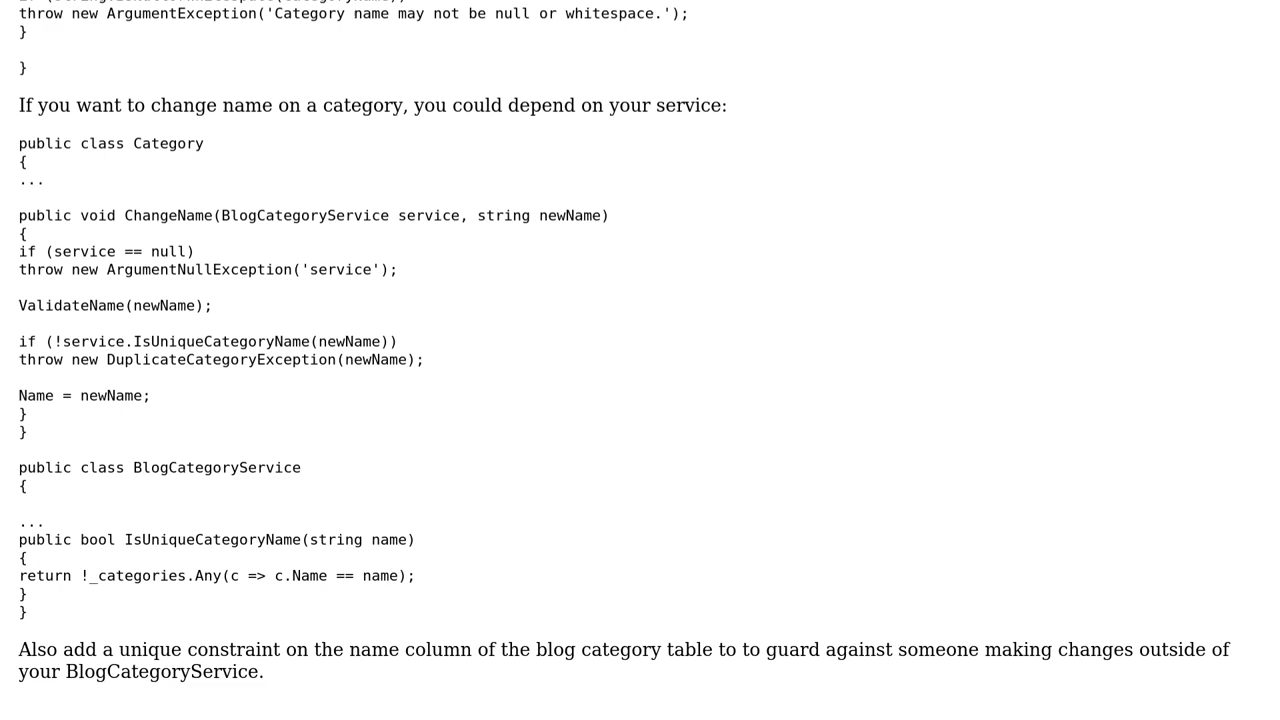 throw new ArgumentException('Category name may not be null or whitespace.');
}
}
If you want to change name on a category, you could depend on your service:
public class Category
{
...
public void ChangeName(BlogCategoryService service, string newName)
{
if (service == null)
throw new ArgumentNullException('service');
ValidateName(newName);
if (!service.IsUniqueCategoryName(newName))
throw new DuplicateCategoryException(newName);
Name = newName;
}
}
public class BlogCategoryService
{
...
public bool IsUniqueCategoryName(string name)
{
return !_categories.Any(c => c.Name == name);
}
}
Also add a unique constraint on the name column of the blog category table to to guard against someone making changes outside of
your BlogCategoryService.